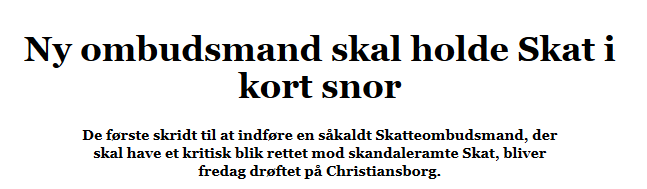 Ny ombudsmand skal holde Skat i
kort snor
De første skridt til at indføre en såkaldt Skatteombudsmand, der
skal have et kritisk blik rettet mod skandaleramte Skat, bliver
fredag drøftet på Christiansborg.